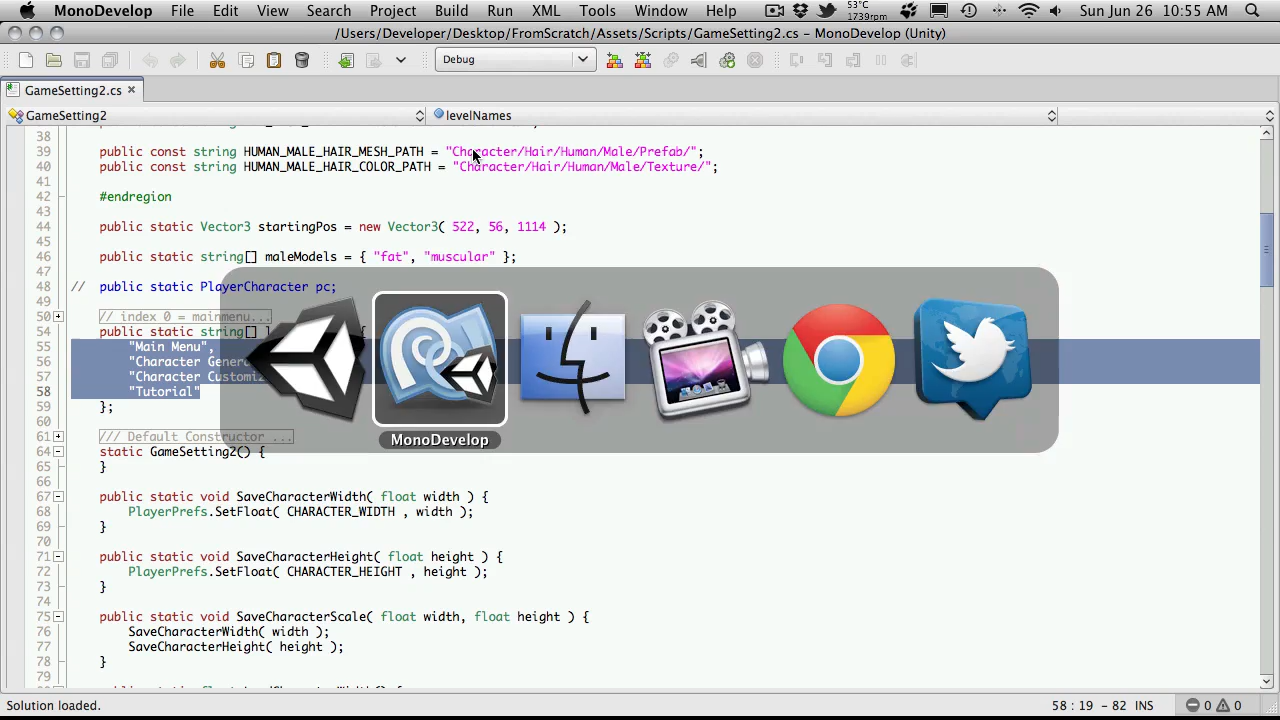 MonoDevelop File Edit View Search Project Build Run XML Tools Window Help 53°C 1739rpm Sun Jun 26 10:55 AM
/Users/Developer/Desktop/FromScratch/Assets/Scripts/GameSetting2.cs - MonoDevelop (Unity)
Debug
GameSetting2.cs
GameSetting2 levelNames
38
39 public const string HUMAN_MALE_HAIR_MESH_PATH = "Character/Hair/Human/Male/Prefab/";
40 public const string HUMAN_MALE_HAIR_COLOR_PATH = "Character/Hair/Human/Male/Texture/";
41
42 #endregion
43
44 public static Vector3 startingPos = new Vector3( 522, 56, 1114 );
45
46 public static string[] maleModels = { "fat", "muscular" };
47
48 // public static PlayerCharacter pc;
49
50 // index 0 = mainmenu...
54 public static string[] {
55 "Main Menu",
56 "Character
57 "Character
58 "Tutorial"
59 };
60
61 /// Default Constructor ...
64 static GameSetting2() {
65 }
66
67 public static void SaveCharacterWidth( float width ) {
68 PlayerPrefs.SetFloat( CHARACTER_WIDTH , width );
69 }
70
71 public static void SaveCharacterHeight( float height ) {
72 PlayerPrefs.SetFloat( CHARACTER_HEIGHT , height );
73 }
74
75 public static void SaveCharacterScale( float width, float height ) {
76 SaveCharacterWidth( width );
77 SaveCharacterHeight( height );
78 }
79
MonoDevelop
Solution loaded. 58 : 19 - 82 INS 0 0